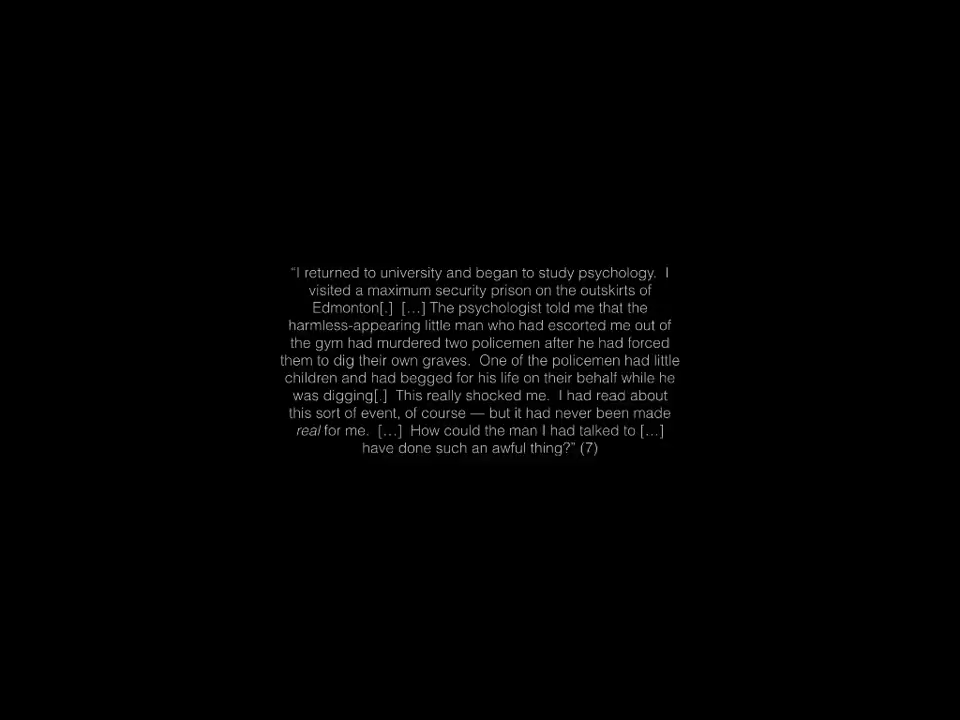 “I returned to university and began to study psychology.  I
visited a maximum security prison on the outskirts of
Edmonton[.]  […] The psychologist told me that the
harmless-appearing little man who had escorted me out of
the gym had murdered two policemen after he had forced
them to dig their own graves.  One of the policemen had little
children and had begged for his life on their behalf while he
was digging[.]  This really shocked me.  I had read about
this sort of event, of course — but it had never been made
real for me.  […]  How could the man I had talked to […]
have done such an awful thing?” (7)